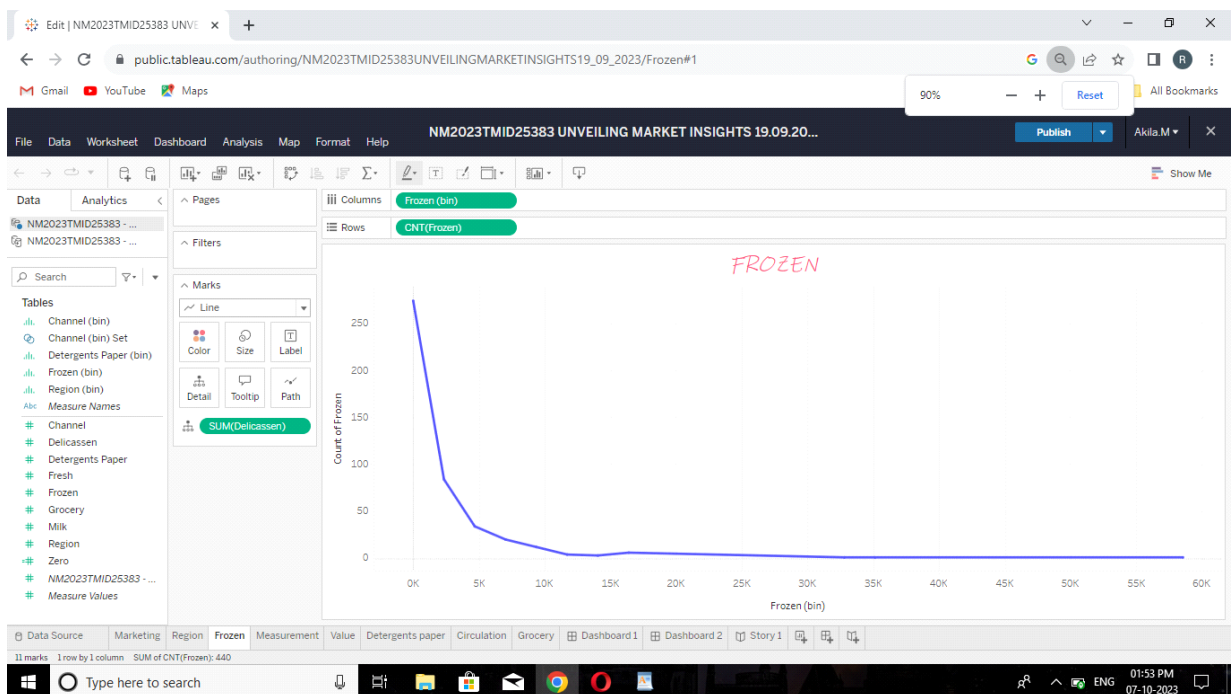 Edit | NM2023TMID25383 UNVE
public.tableau.com/authoring/NM2023TMID25383UNVEILINGMARKETINSIGHTS19_09_2023/Frozen#1
G
R
Gmail YouTube Maps
All Bookmarks
90% Reset
NM2023TMID25383 UNVEILING MARKET INSIGHTS 19.09.20...
Publish
Akila.M
File Data Worksheet Dashboard Analysis Map Format Help
Show Me
Data Analytics
NM2023TMID25383 - ...
NM2023TMID25383 - ...
Search
Tables
Channel (bin)
Channel (bin) Set
Detergents Paper (bin)
Frozen (bin)
Region (bin)
Abc Measure Names
# Channel
# Delicassen
# Detergents Paper
# Fresh
# Frozen
# Grocery
# Milk
# Region
=# Zero
# NM2023TMID25383 - ...
# Measure Values
Pages
Filters
Marks
Line
Color Size Label
Detail Tooltip Path
SUM(Delicassen)
Columns Frozen (bin)
Rows CNT(Frozen)
FROZEN
Count of Frozen
250
200
150
100
50
0
0K 5K 10K 15K 20K 25K 30K 35K 40K 45K 50K 55K 60K
Frozen (bin)
Data Source Marketing Region Frozen Measurement Value Detergents paper Circulation Grocery Dashboard 1 Dashboard 2 Story 1
11 marks 1 row by 1 column SUM of CNT(Frozen): 440
Type here to search
ENG
01:53 PM
07-10-2023